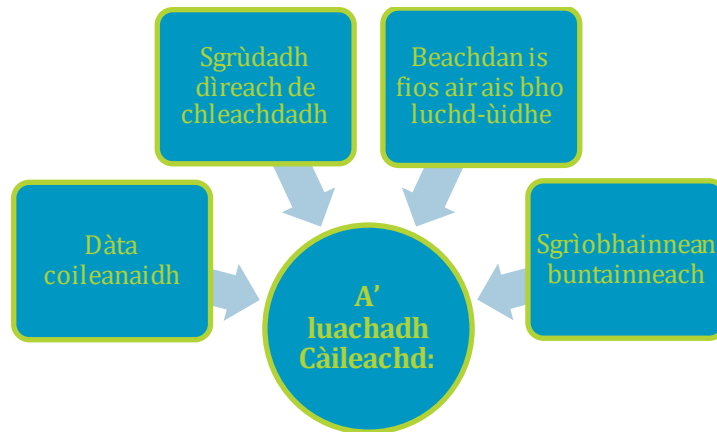 Sgrùdadh
dìreach de
chleachdadh
Beachdan is
fios air ais bho
luchd-ùidhe
Dàta
coileanaidh
Sgrìobhainnean
buntainneach
A’
luachadh
Càileachd: